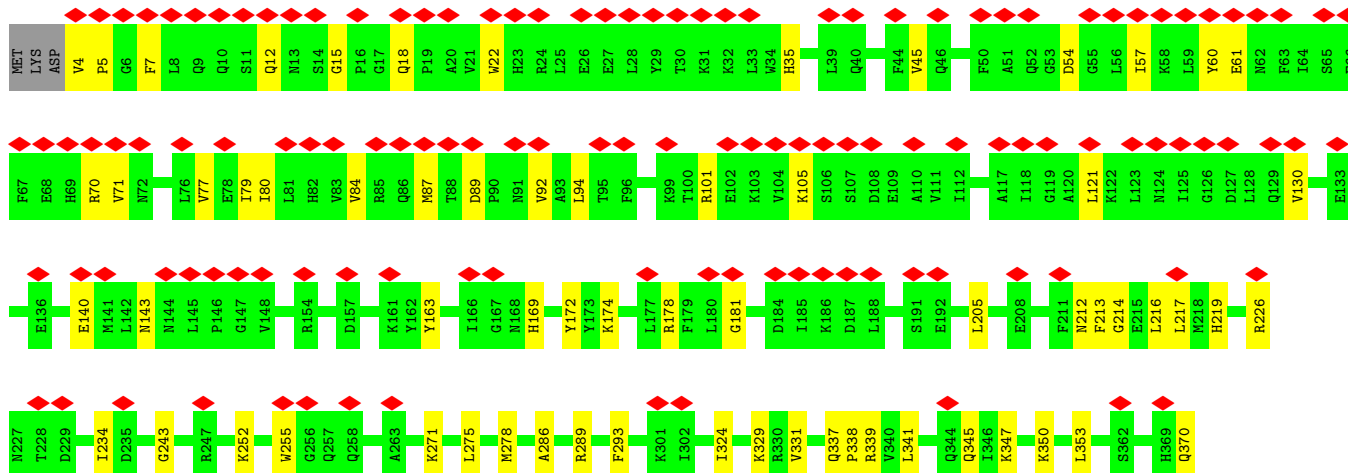 MET LYS ASP V4 P5 G6 F7 L8 Q9 Q10 S11 Q12 N13 S14 G15 P16 G17 Q18 P19 A20 V21 W22 H23 R24 L25 E26 E27 L28 Y29 T30 K31 K32 L33 W34 H35 L39 Q40 F44 V45 Q46 F50 A51 Q52 G53 D54 G55 L56 I57 K58 L59 Y60 E61 N62 F63 I64 S65
F67 E68 H69 R70 V71 N72 L76 V77 E78 I79 I80 L81 H82 V83 V84 R85 Q86 M87 T88 D89 P90 N91 V92 A93 L94 T95 F96 K99 T100 R101 E102 K103 V104 K105 S106 S107 D108 E109 A110 V111 I112 A117 I118 G119 A120 L121 K122 L123 N124 I125 G126 D127 L128 Q129 V130 E133
E136 E140 M141 L142 N143 N144 L145 P146 G147 V148 R154 D157 K161 Y162 Y163 I166 G167 N168 H169 Y172 Y173 K174 L177 R178 F179 L180 G181 D184 I185 K186 D187 L188 S191 E192 L205 E208 F211 N212 F213 G214 E215 L216 L217 M218 H219 R226
N227 T228 D229 I234 D235 G243 R247 K252 W255 G256 Q257 Q258 A263 K271 L275 M278 A286 R289 F293 K301 I302 I324 K329 R330 V331 Q337 P338 R339 V340 L341 Q344 Q345 I346 K347 K350 L353 S362 H369 Q370